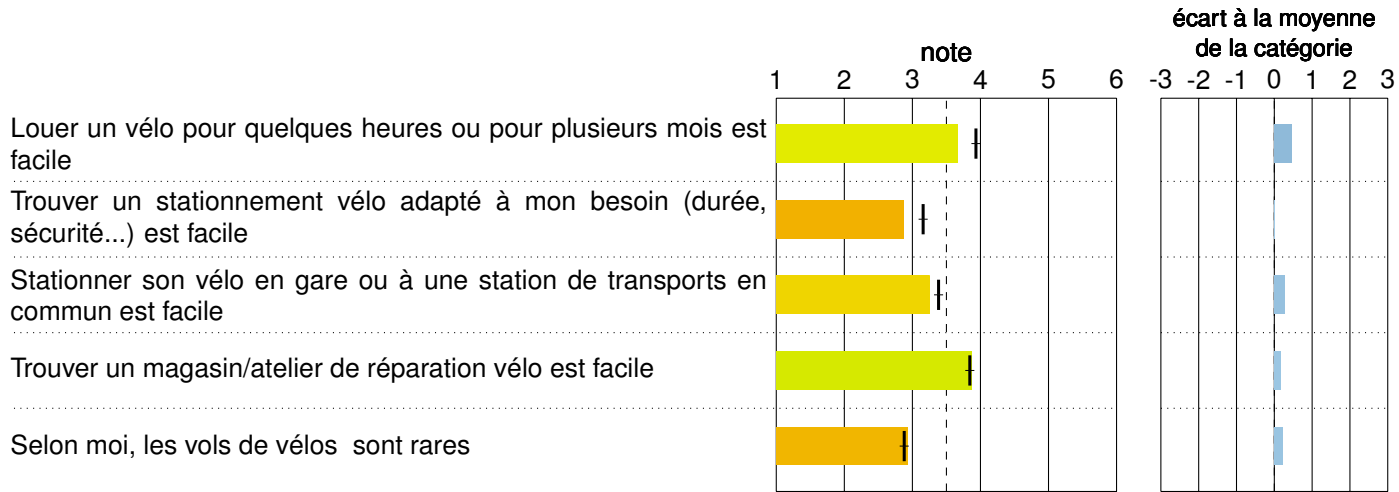 écart à la moyenne
de la catégorie
note
1 2 3 4 5 6
-3 -2 -1 0 1 2 3
Louer un vélo pour quelques heures ou pour plusieurs mois est
facile
Trouver un stationnement vélo adapté à mon besoin (durée,
sécurité...) est facile
Stationner son vélo en gare ou à une station de transports en
commun est facile
Trouver un magasin/atelier de réparation vélo est facile
Selon moi, les vols de vélos sont rares